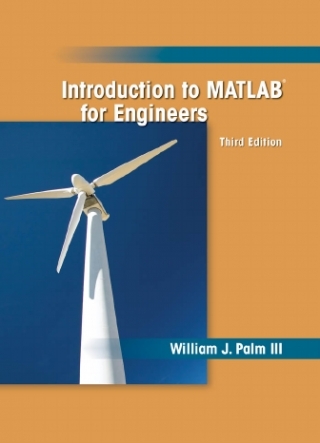 Introduction to MATLAB®
for Engineers
Third Edition
William J. Palm III